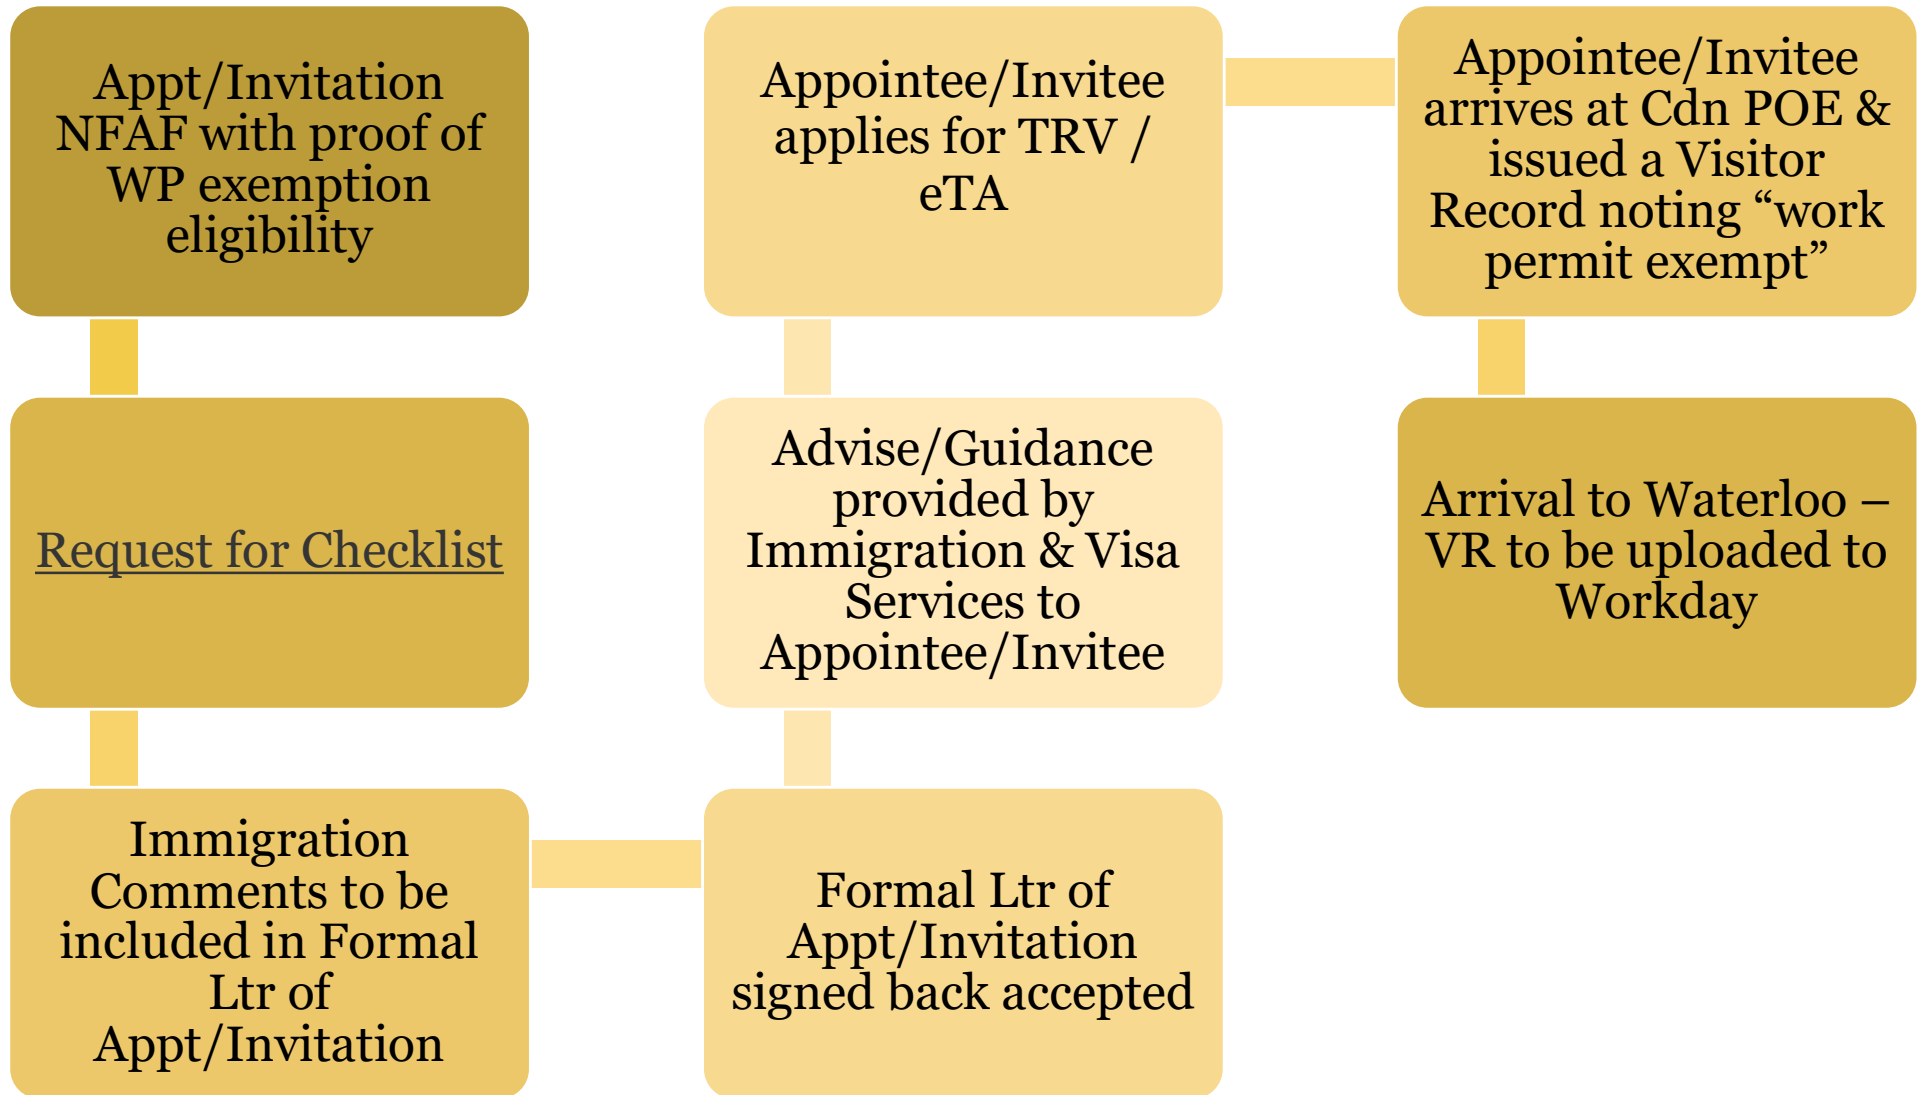 Appt/Invitation
NFAF with proof of
WP exemption
eligibility
Request for Checklist
Immigration
Comments to be
included in Formal
Ltr of
Appt/Invitation
Formal Ltr of
Appt/Invitation
signed back accepted
Advise/Guidance
provided by
Immigration & Visa
Services to
Appointee/Invitee
Appointee/Invitee
applies for TRV /
eTA
Appointee/Invitee
arrives at Cdn POE &
issued a Visitor
Record noting “work
permit exempt”
Arrival to Waterloo –
VR to be uploaded to
Workday